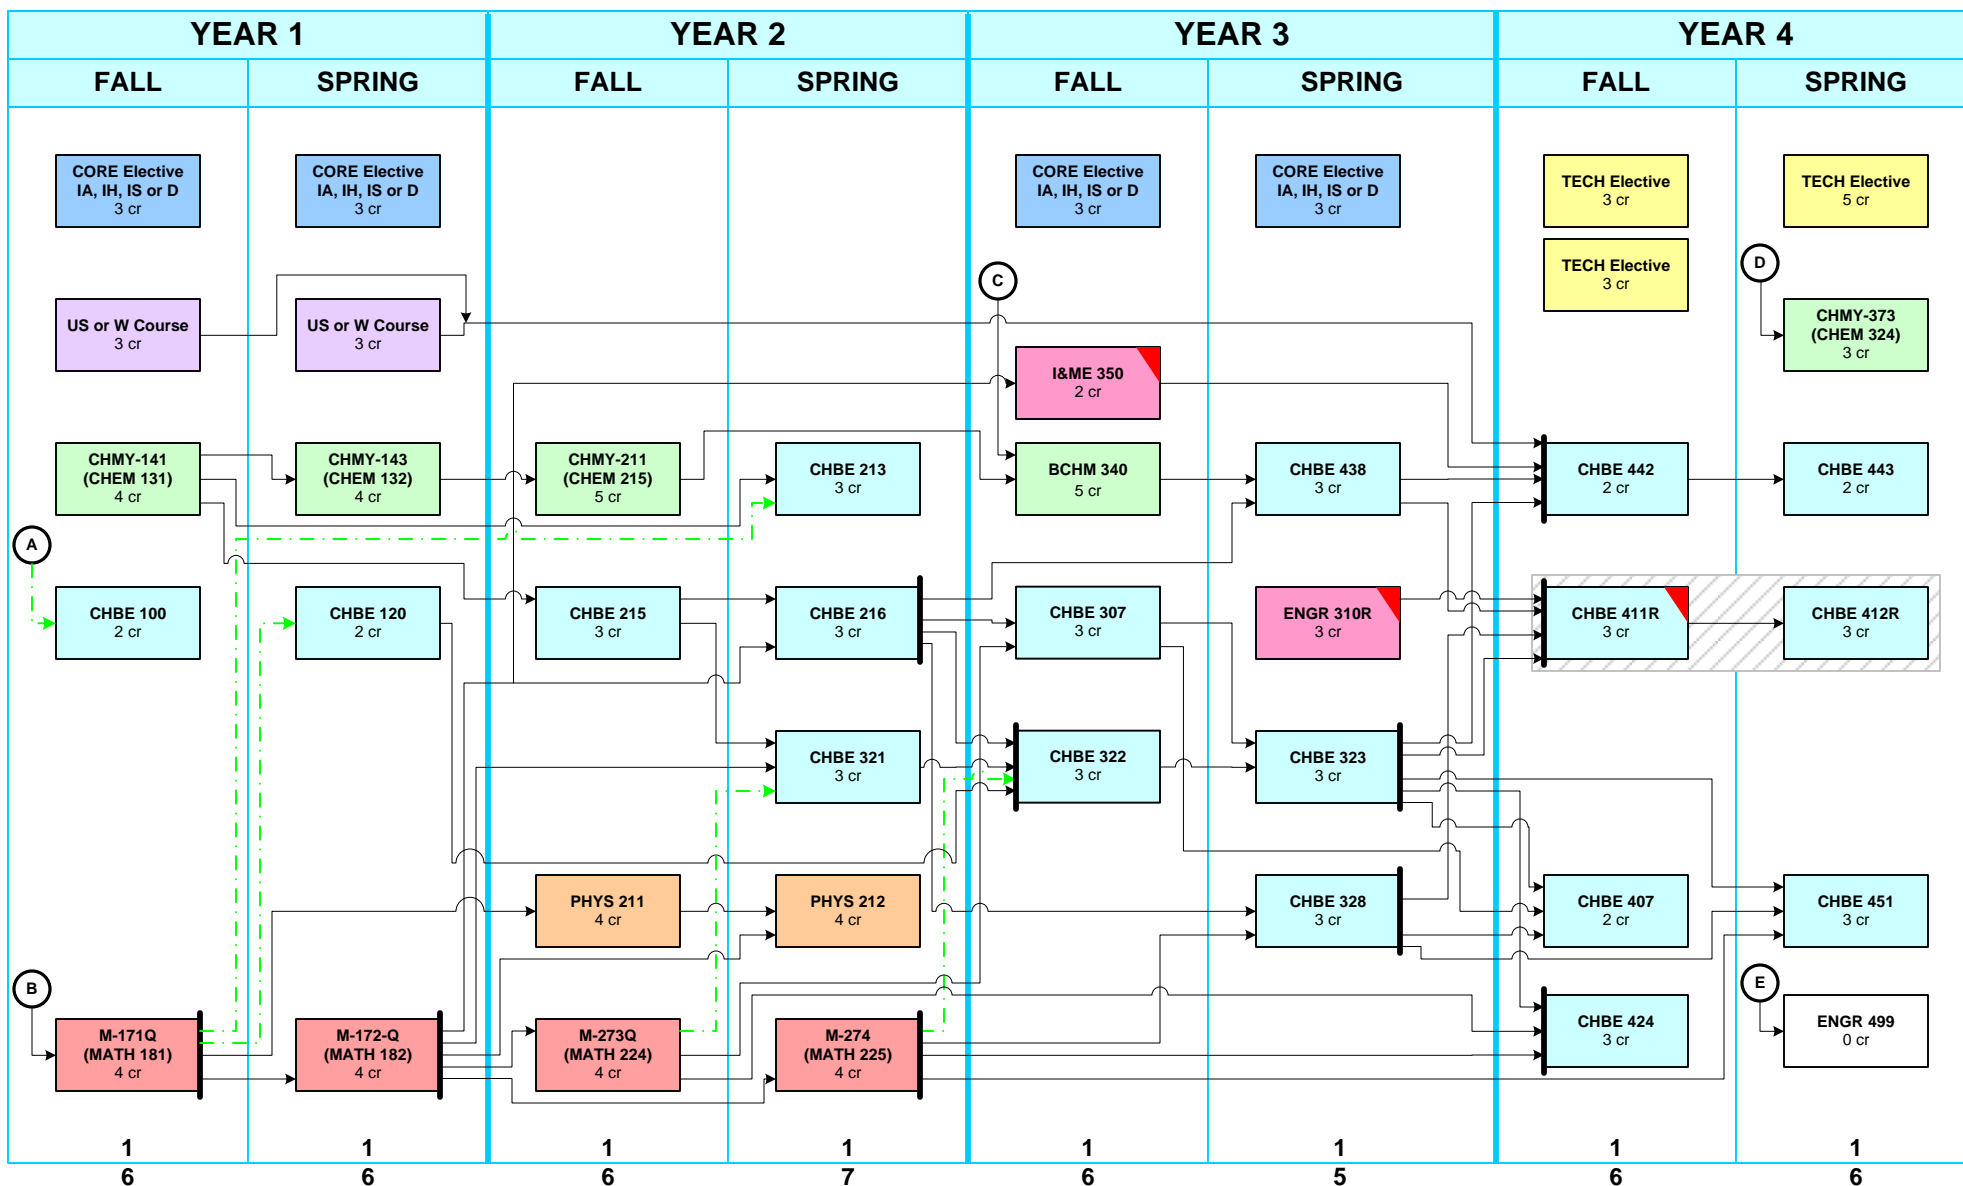 YEAR 1
YEAR 2
YEAR 3
YEAR 4
FALL
SPRING
FALL
SPRING
FALL
SPRING
FALL
SPRING
CORE Elective
IA, IH, IS or D
3 cr
CORE Elective
IA, IH, IS or D
3 cr
CORE Elective
IA, IH, IS or D
3 cr
CORE Elective
IA, IH, IS or D
3 cr
TECH Elective
3 cr
TECH Elective
5 cr
TECH Elective
3 cr
D
C
US or W Course
3 cr
US or W Course
3 cr
CHMY-373
(CHEM 324)
3 cr
I&ME 350
2 cr
CHMY-141
(CHEM 131)
4 cr
CHMY-143
(CHEM 132)
4 cr
CHMY-211
(CHEM 215)
5 cr
CHBE 213
3 cr
BCHM 340
5 cr
CHBE 438
3 cr
CHBE 442
2 cr
CHBE 443
2 cr
A
CHBE 100
2 cr
CHBE 120
2 cr
CHBE 215
3 cr
CHBE 216
3 cr
CHBE 307
3 cr
ENGR 310R
3 cr
CHBE 411R
3 cr
CHBE 412R
3 cr
CHBE 321
3 cr
CHBE 322
3 cr
CHBE 323
3 cr
PHYS 211
4 cr
PHYS 212
4 cr
CHBE 328
3 cr
CHBE 407
2 cr
CHBE 451
3 cr
B
E
M-171Q
(MATH 181)
4 cr
M-172-Q
(MATH 182)
4 cr
M-273Q
(MATH 224)
4 cr
M-274
(MATH 225)
4 cr
CHBE 424
3 cr
ENGR 499
0 cr
1
6
1
6
1
6
1
7
1
6
1
5
1
6
1
6